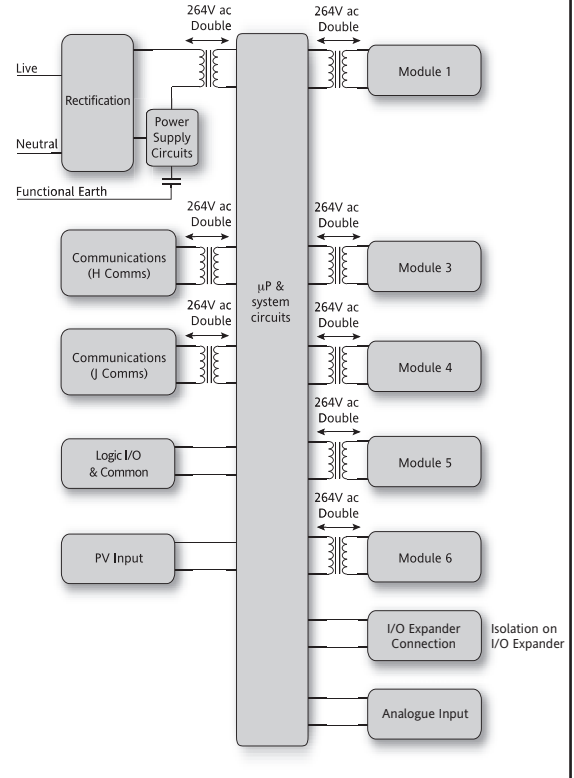 264V ac
Double
264V ac
Double
Live
Rectification
Module 1
Power
Supply
Circuits
Neutral
Functional Earth
264V ac
Double
264V ac
Double
Communications
(H Comms)
μP &
system
circuits
Module 3
264V ac
Double
264V ac
Double
Communications
(J Comms)
Module 4
264V ac
Double
Logic I/O
& Common
Module 5
264V ac
Double
PV Input
Module 6
I/O Expander
Connection
Isolation on
I/O Expander
Analogue Input